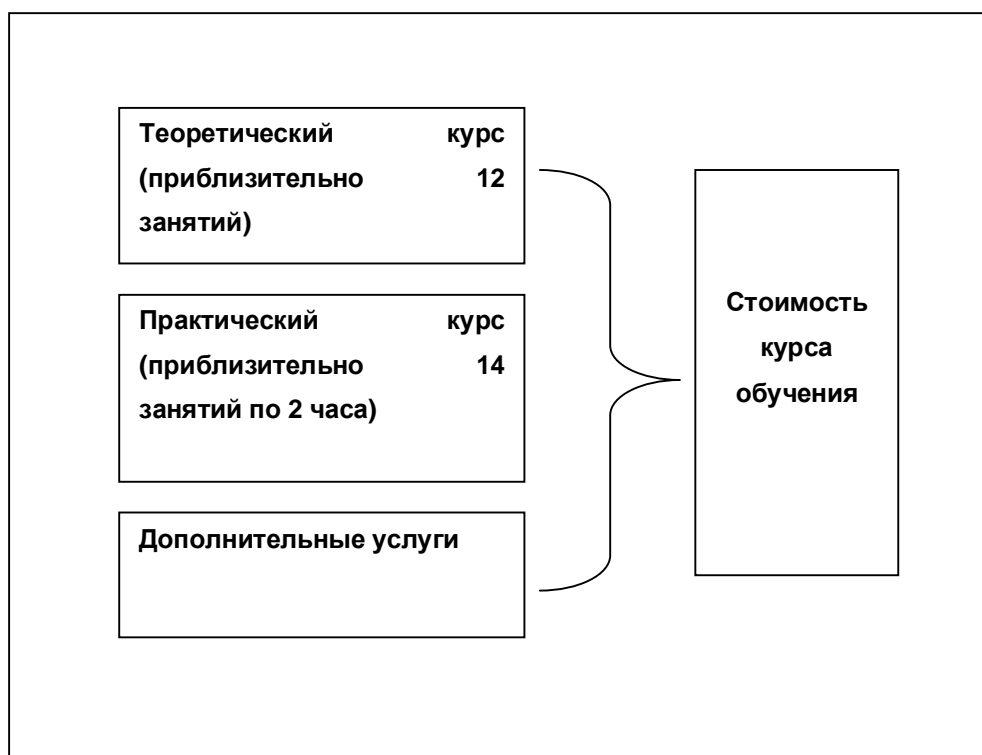 Теоретический курс
(приблизительно 12
занятий)
Практический курс
(приблизительно 14
занятий по 2 часа)
Дополнительные услуги
Стоимость
курса
обучения